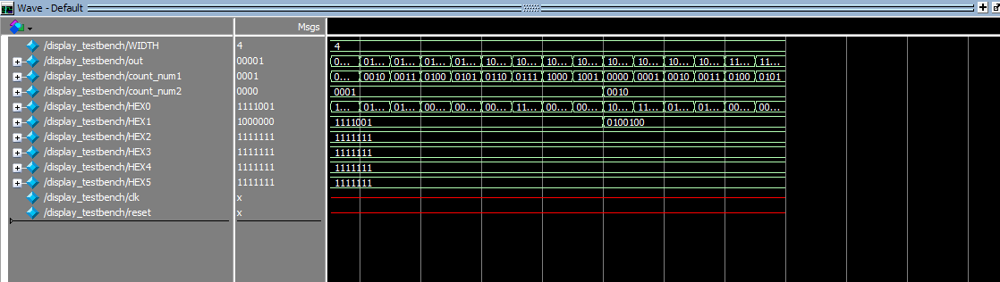 Wave - Default
Msgs
/display_testbench/WIDTH 4 4
/display_testbench/out 00001 0... 01... 01... 01... 01... 10... 10... 10... 10... 10... 10... 10... 10... 11... 11...
/display_testbench/count_num1 0001 0... 0010 0011 0100 0101 0110 0111 1000 1001 0000 0001 0010 0011 0100 0101
/display_testbench/count_num2 0000 0001 0010
/display_testbench/HEX0 1111001 1... 01... 01... 00... 00... 00... 11... 00... 00... 10... 11... 01... 01... 00... 00...
/display_testbench/HEX1 1000000 1111001 0100100
/display_testbench/HEX2 1111111 1111111
/display_testbench/HEX3 1111111 1111111
/display_testbench/HEX4 1111111 1111111
/display_testbench/HEX5 1111111 1111111
/display_testbench/clk x
/display_testbench/reset x